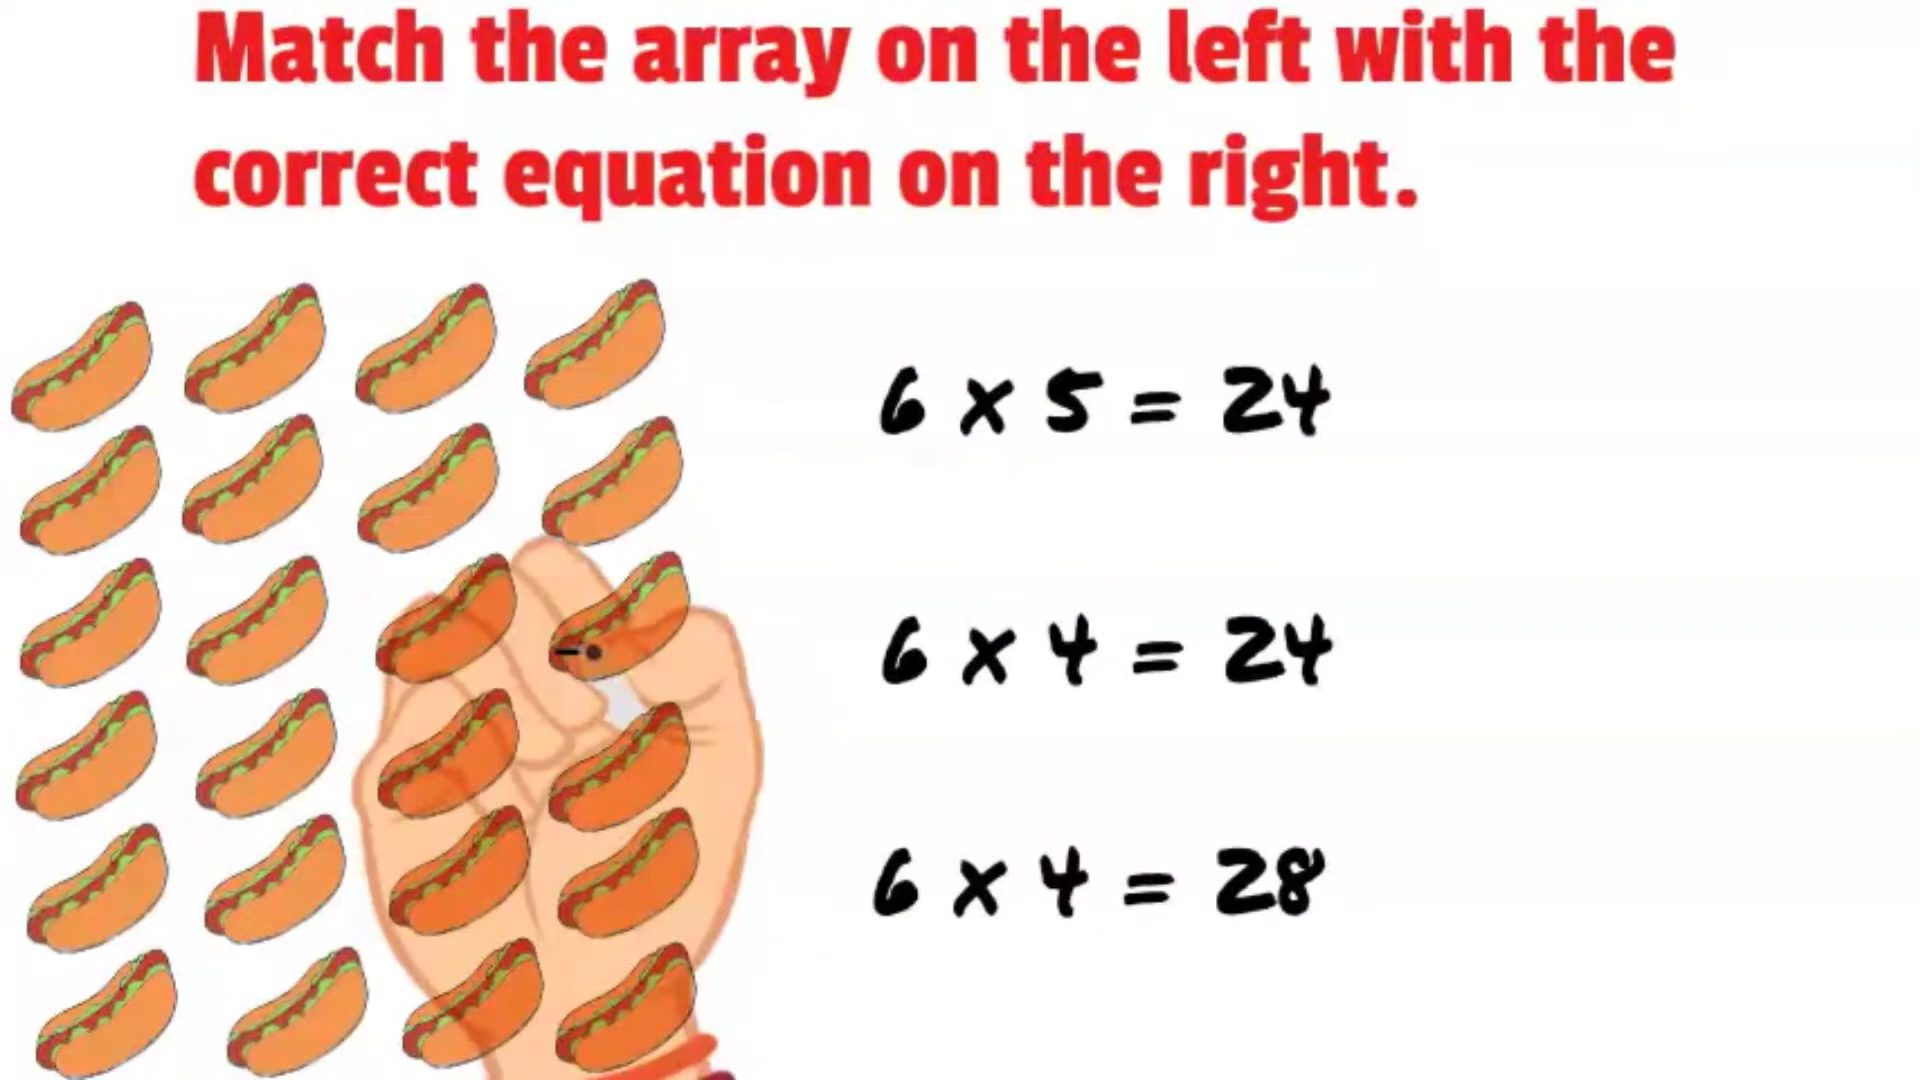 Match the array on the left with the
correct equation on the right.
6 x 5 = 24
6 x 4 = 24
6 x 4 = 28